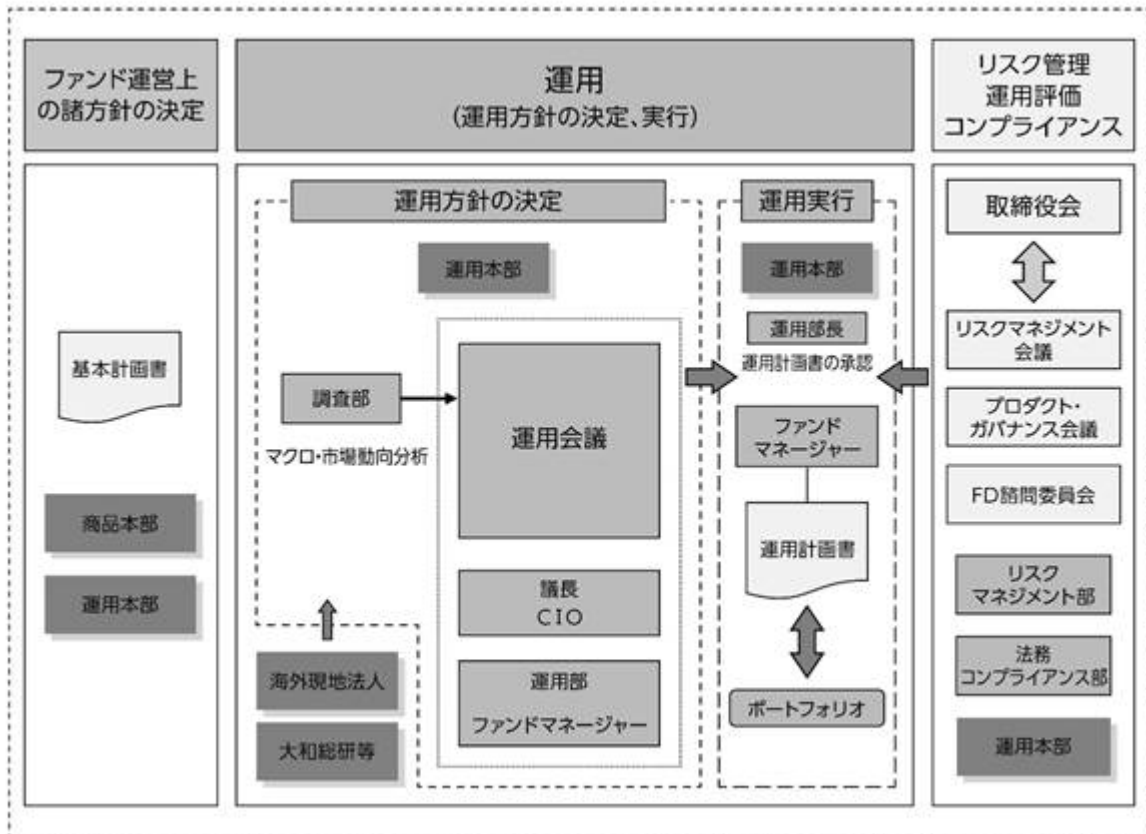 ファンド運営上
の諸方針の決定
基本計画書
商品本部
運用本部
運用
(運用方針の決定、実行)
運用方針の決定
運用本部
調査部
マクロ・市場動向分析
運用会議
議長
CIO
運用部
ファンドマネージャー
海外現地法人
大和総研等
運用実行
運用本部
運用部長
運用計画書の承認
ファンド
マネージャー
運用計画書
ポートフォリオ
リスク管理
運用評価
コンプライアンス
取締役会
リスクマネジメント
会議
プロダクト・
ガバナンス会議
FD諮問委員会
リスク
マネジメント部
法務
コンプライアンス部
運用本部